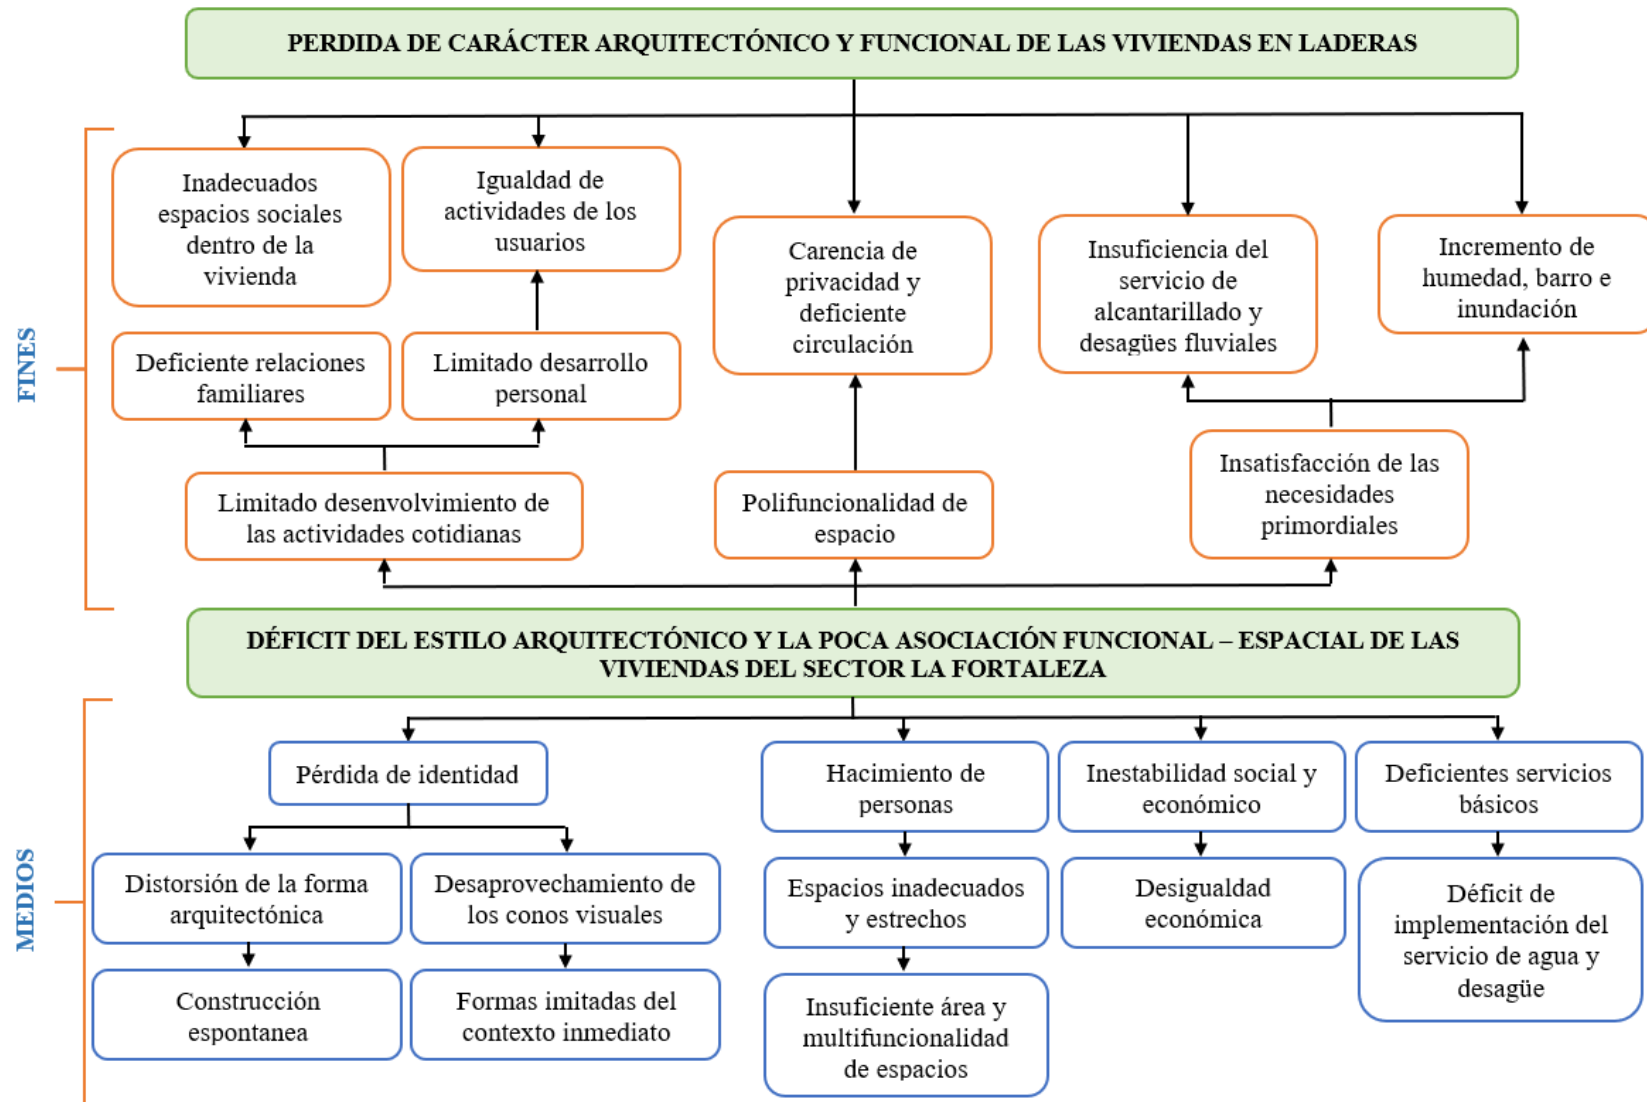 PERDIDA DE CARÁCTER ARQUITECTÓNICO Y FUNCIONAL DE LAS VIVIENDAS EN LADERAS
FINES
Inadecuados
espacios sociales
dentro de la
vivienda
Igualdad de
actividades de los
usuarios
Carencia de
privacidad y
deficiente
circulación
Insuficiencia del
servicio de
alcantarillado y
desagües fluviales
Incremento de
humedad, barro e
inundación
Deficiente relaciones
familiares
Limitado desarrollo
personal
Limitado desenvolvimiento de
las actividades cotidianas
Polifuncionalidad de
espacio
Insatisfacción de las
necesidades
primordiales
DÉFICIT DEL ESTILO ARQUITECTÓNICO Y LA POCA ASOCIACIÓN FUNCIONAL – ESPACIAL DE LAS
VIVIENDAS DEL SECTOR LA FORTALEZA
MEDIOS
Pérdida de identidad
Hacimiento de
personas
Inestabilidad social y
económico
Deficientes servicios
básicos
Distorsión de la forma
arquitectónica
Desaprovechamiento de
los conos visuales
Espacios inadecuados
y estrechos
Desigualdad
económica
Déficit de
implementación del
servicio de agua y
desagüe
Construcción
espontanea
Formas imitadas del
contexto inmediato
Insuficiente área y
multifuncionalidad
de espacios